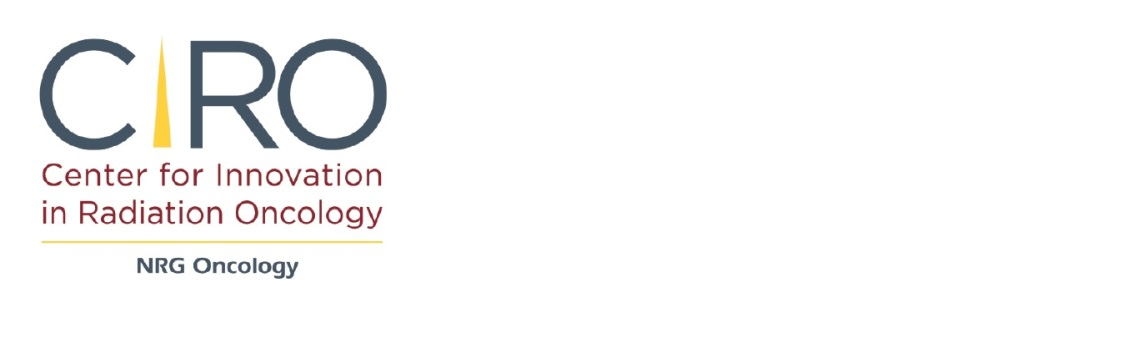 CIRO
Center for Innovation
in Radiation Oncology
NRG Oncology